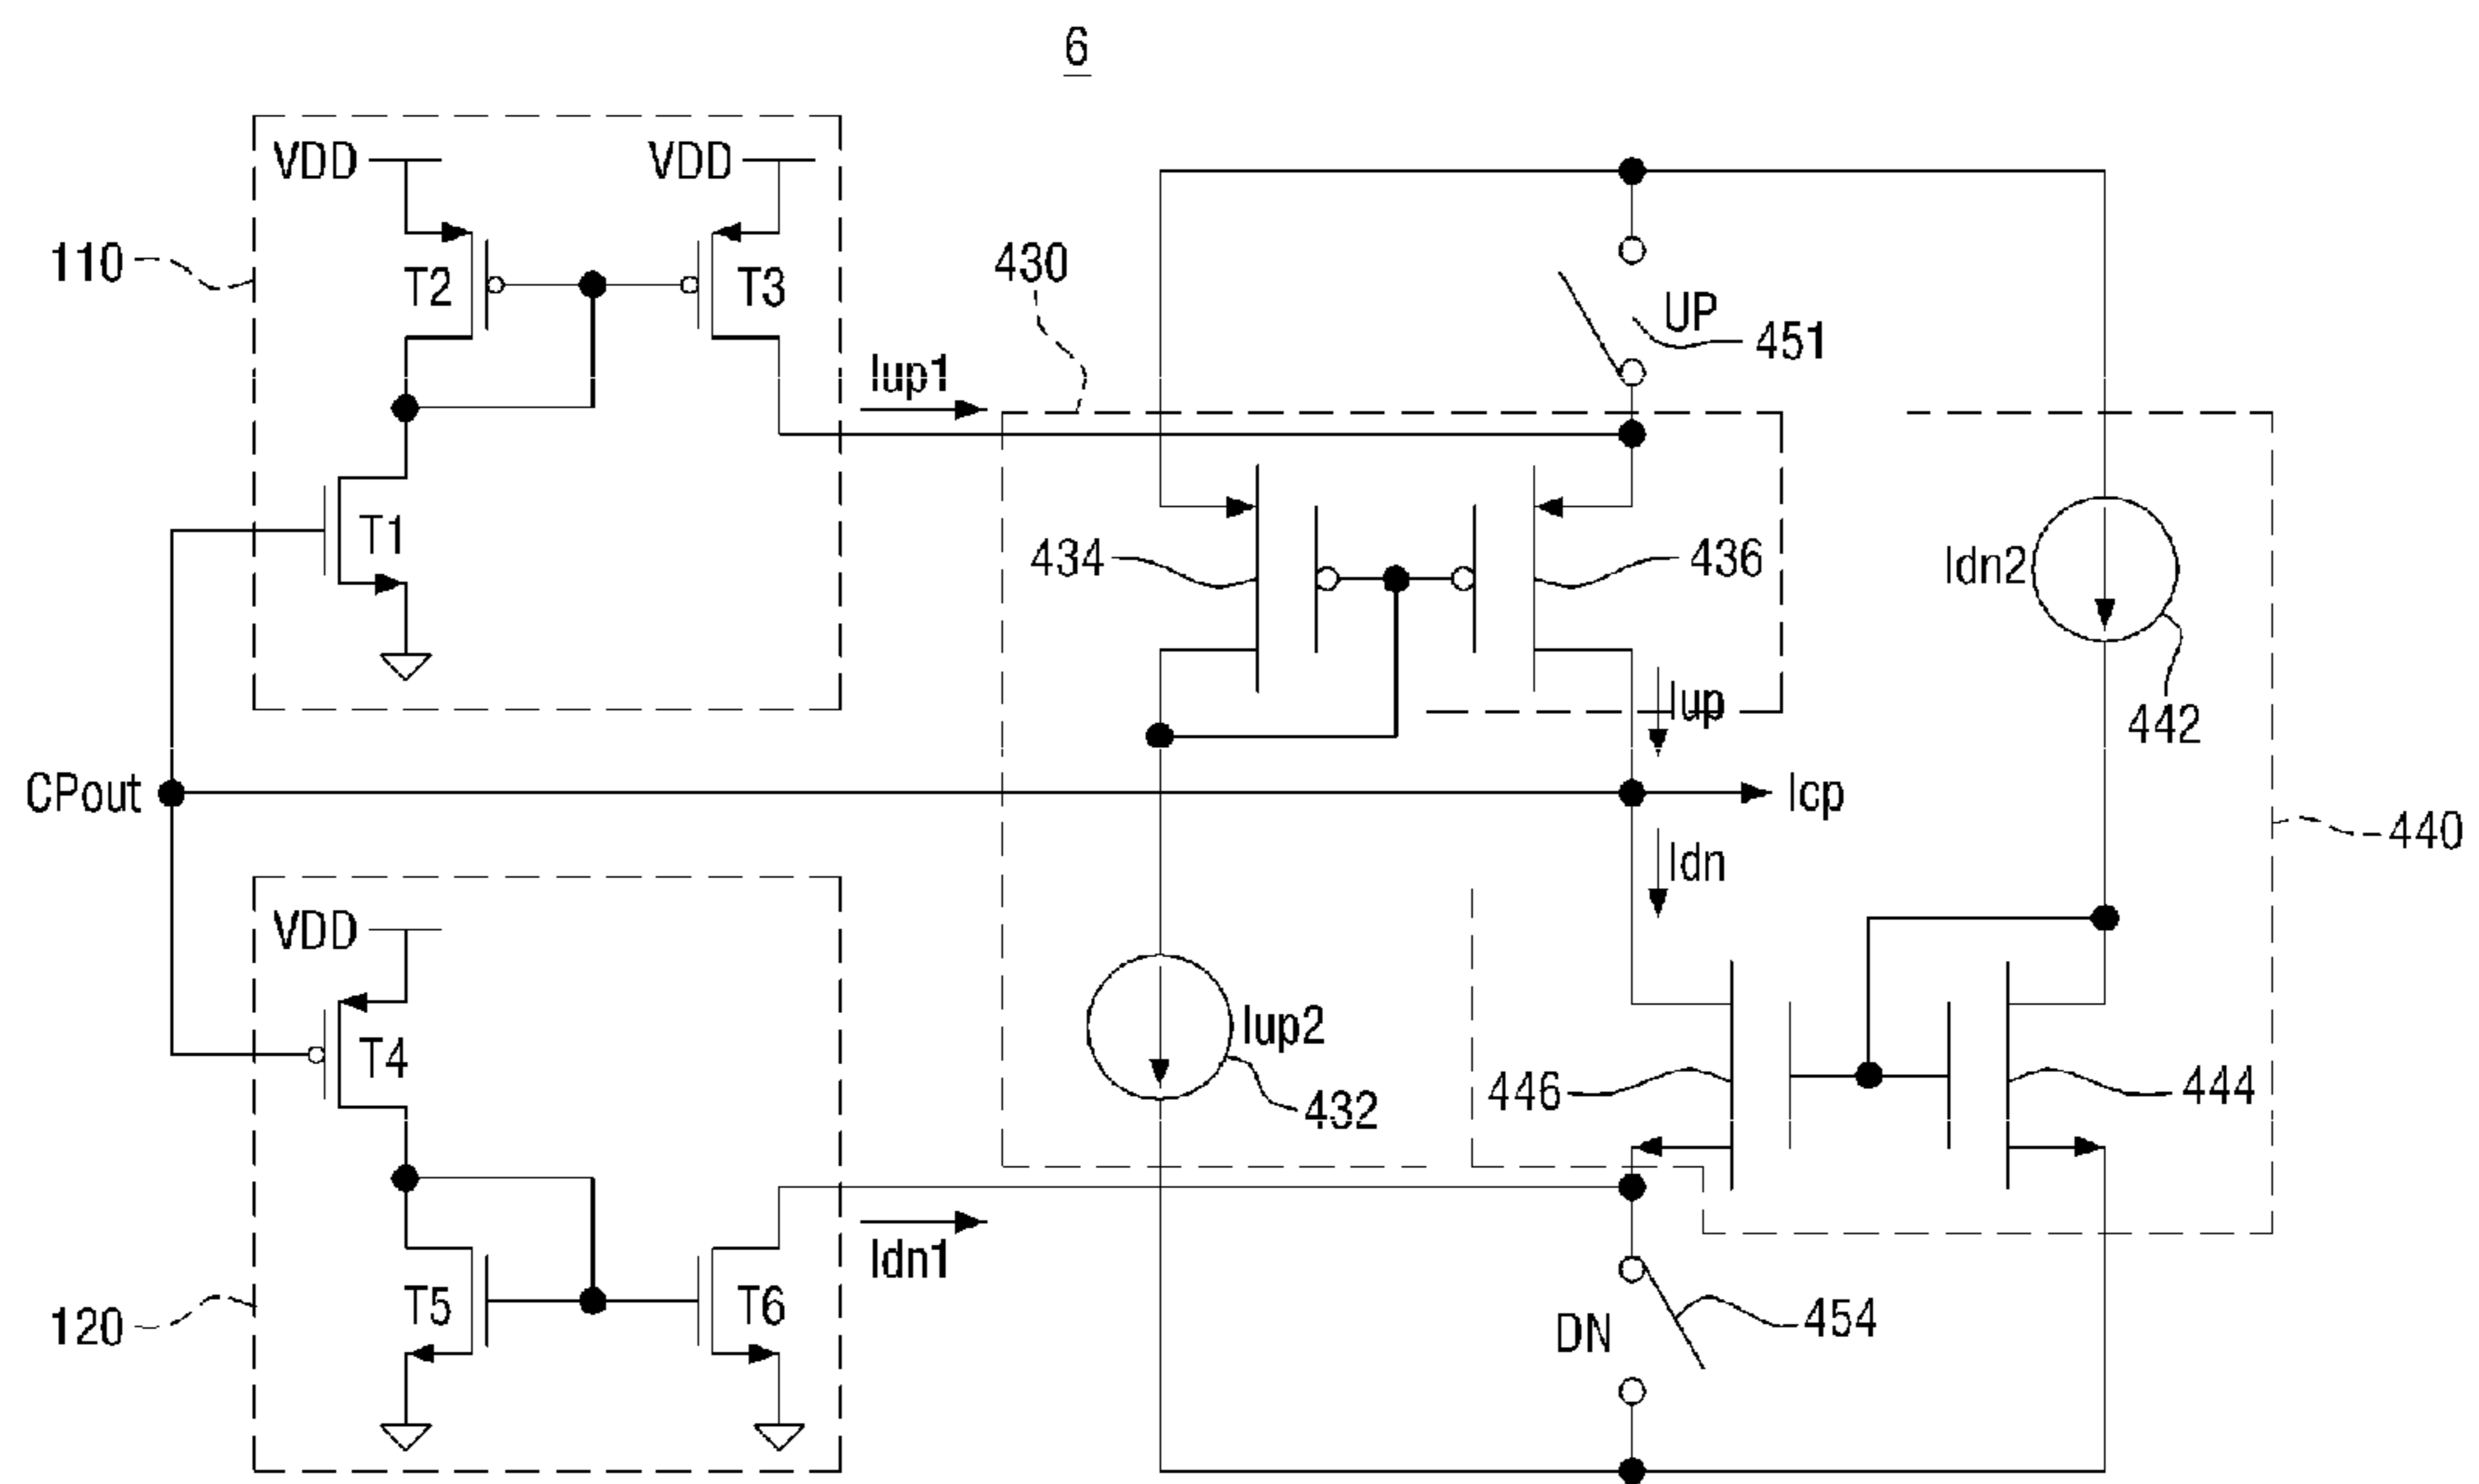 6
VDD
VDD
110
T2
T3
430
UP
451
Iup1
T1
434
436
Idn2
Iup
442
CPout
Icp
440
Idn
VDD
T4
Iup2
432
446
444
Idn1
120
T5
T6
DN
454